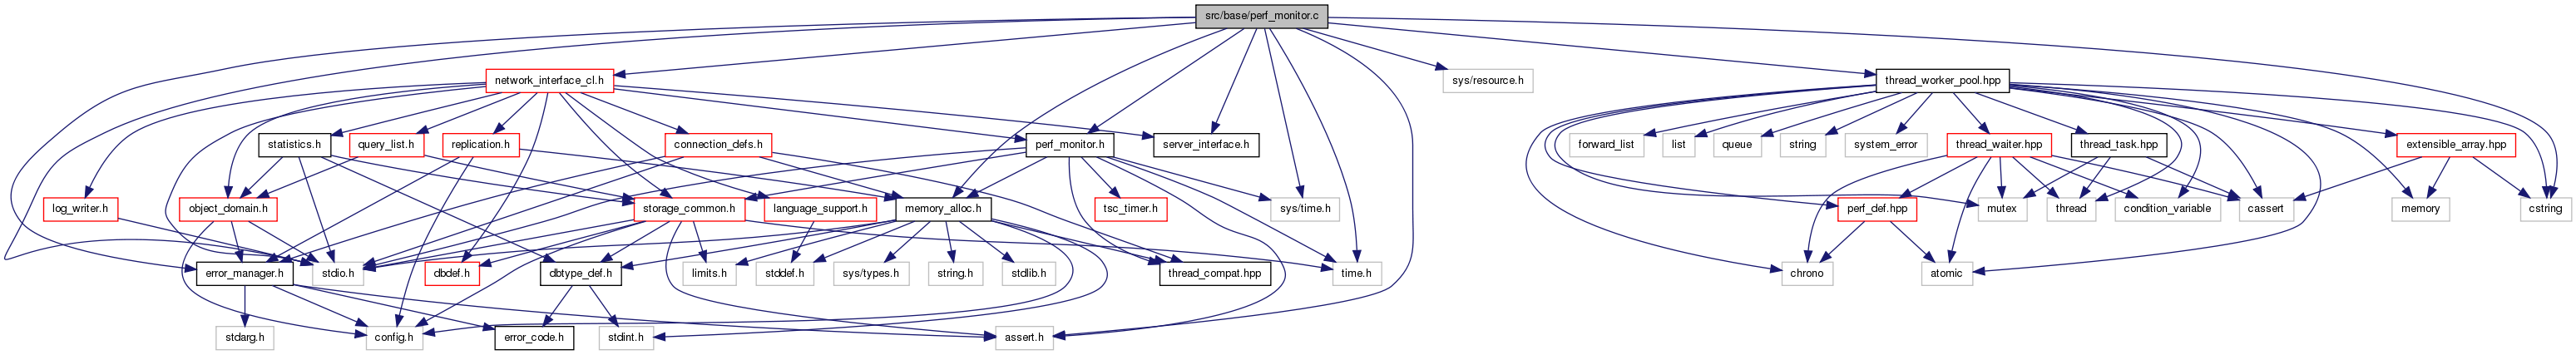 src/base/perf_monitor.c
network_interface_cl.h
sys/resource.h
thread_worker_pool.hpp
statistics.h
query_list.h
replication.h
connection_defs.h
perf_monitor.h
server_interface.h
forward_list
list
queue
string
system_error
thread_waiter.hpp
thread_task.hpp
extensible_array.hpp
log_writer.h
object_domain.h
storage_common.h
language_support.h
memory_alloc.h
tsc_timer.h
sys/time.h
perf_def.hpp
mutex
thread
condition_variable
cassert
memory
cstring
error_manager.h
stdio.h
dbdef.h
dbtype_def.h
limits.h
stddef.h
sys/types.h
string.h
stdlib.h
thread_compat.hpp
time.h
chrono
atomic
stdarg.h
config.h
error_code.h
stdint.h
assert.h